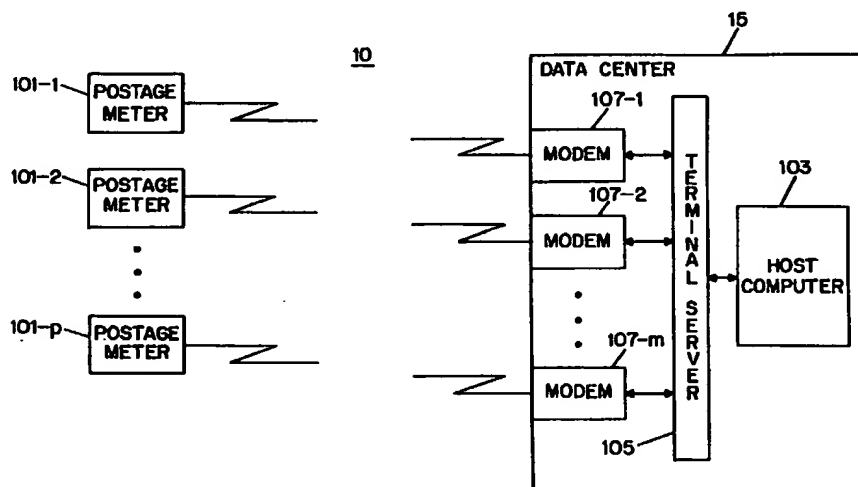 10
15
DATA CENTER
101-1
POSTAGE
METER
107-1
MODEM
101-2
POSTAGE
METER
107-2
MODEM
TERMINAL SERVER
103
HOST
COMPUTER
101-p
POSTAGE
METER
107-m
MODEM
105